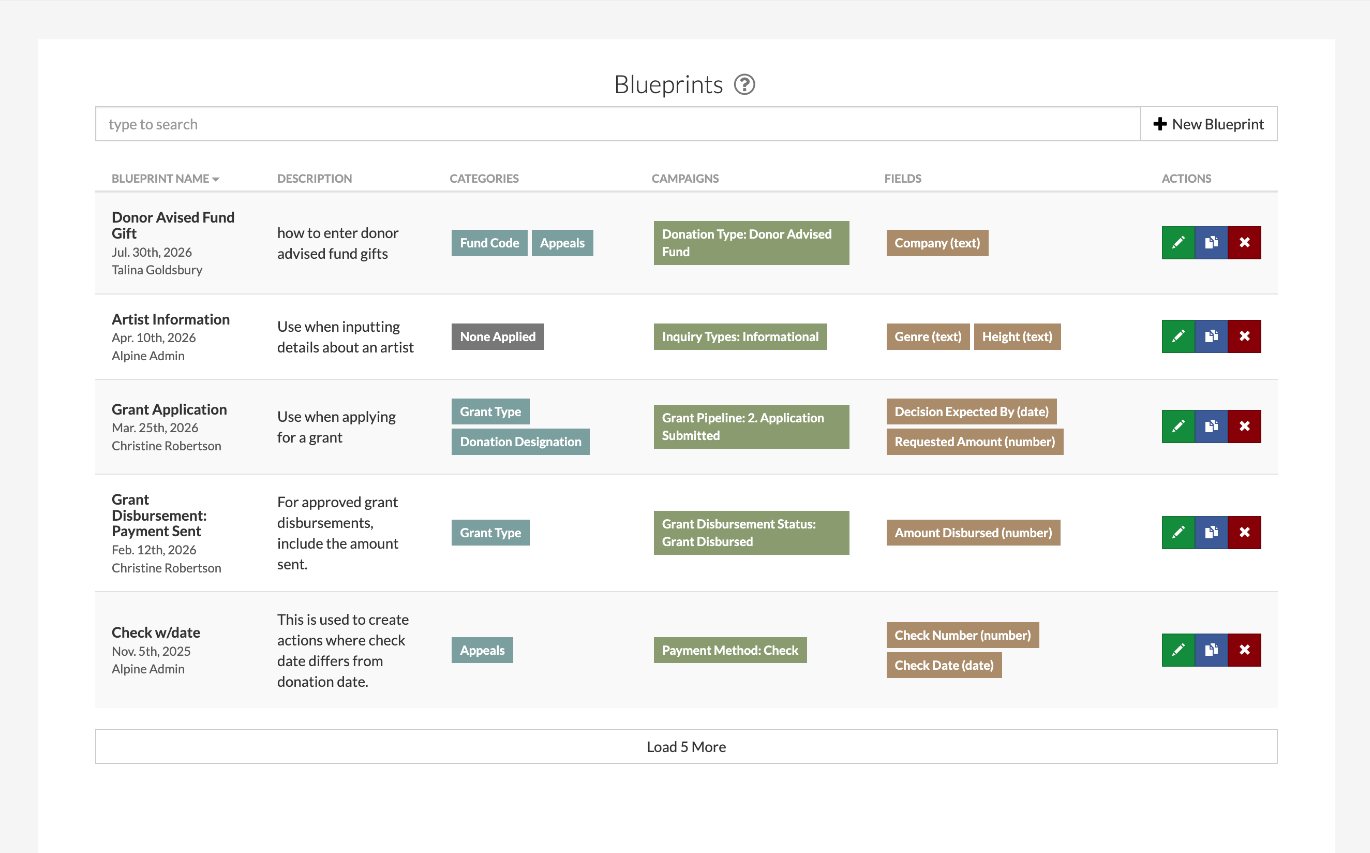 Blueprints ?
type to search
New Blueprint
BLUEPRINT NAME DESCRIPTION CATEGORIES CAMPAIGNS FIELDS ACTIONS
Donor Avised Fund
Gift
Jul. 30th, 2026
Talina Goldsbury
how to enter donor
advised fund gifts
Fund Code Appeals
Donation Type: Donor Advised
Fund
Company (text)
Artist Information
Apr. 10th, 2026
Alpine Admin
Use when inputting
details about an artist
None Applied
Inquiry Types: Informational
Genre (text) Height (text)
Grant Application
Mar. 25th, 2026
Christine Robertson
Use when applying
for a grant
Grant Type
Donation Designation
Grant Pipeline: 2. Application
Submitted
Decision Expected By (date)
Requested Amount (number)
Grant
Disbursement:
Payment Sent
Feb. 12th, 2026
Christine Robertson
For approved grant
disbursements,
include the amount
sent.
Grant Type
Grant Disbursement Status:
Grant Disbursed
Amount Disbursed (number)
Check w/date
Nov. 5th, 2025
Alpine Admin
This is used to create
actions where check
date differs from
donation date.
Appeals
Payment Method: Check
Check Number (number)
Check Date (date)
Load 5 More